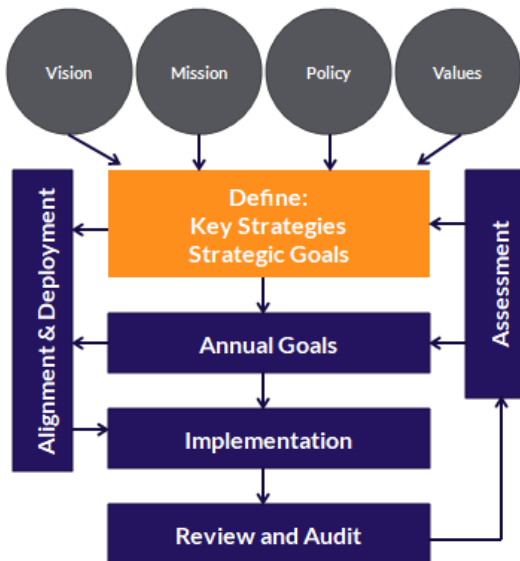 Vision
Mission
Policy
Values
Define:
Key Strategies
Strategic Goals
Alignment & Deployment
Assessment
Annual Goals
Implementation
Review and Audit